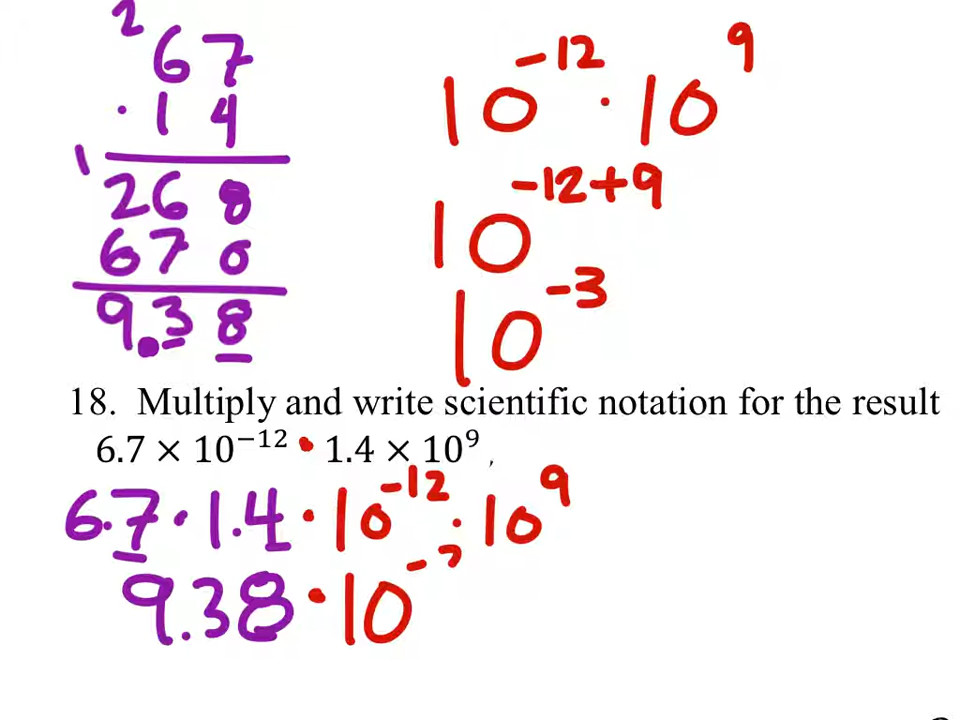 2
67
· 14
1
268
670
9.38
10^-12 · 10^9
10^-12+9
10^-3
18. Multiply and write scientific notation for the result
6.7 × 10^−12 • 1.4 × 10^9 ,
6.7 · 1.4 · 10^-12 · 10^9
9.38 · 10^-